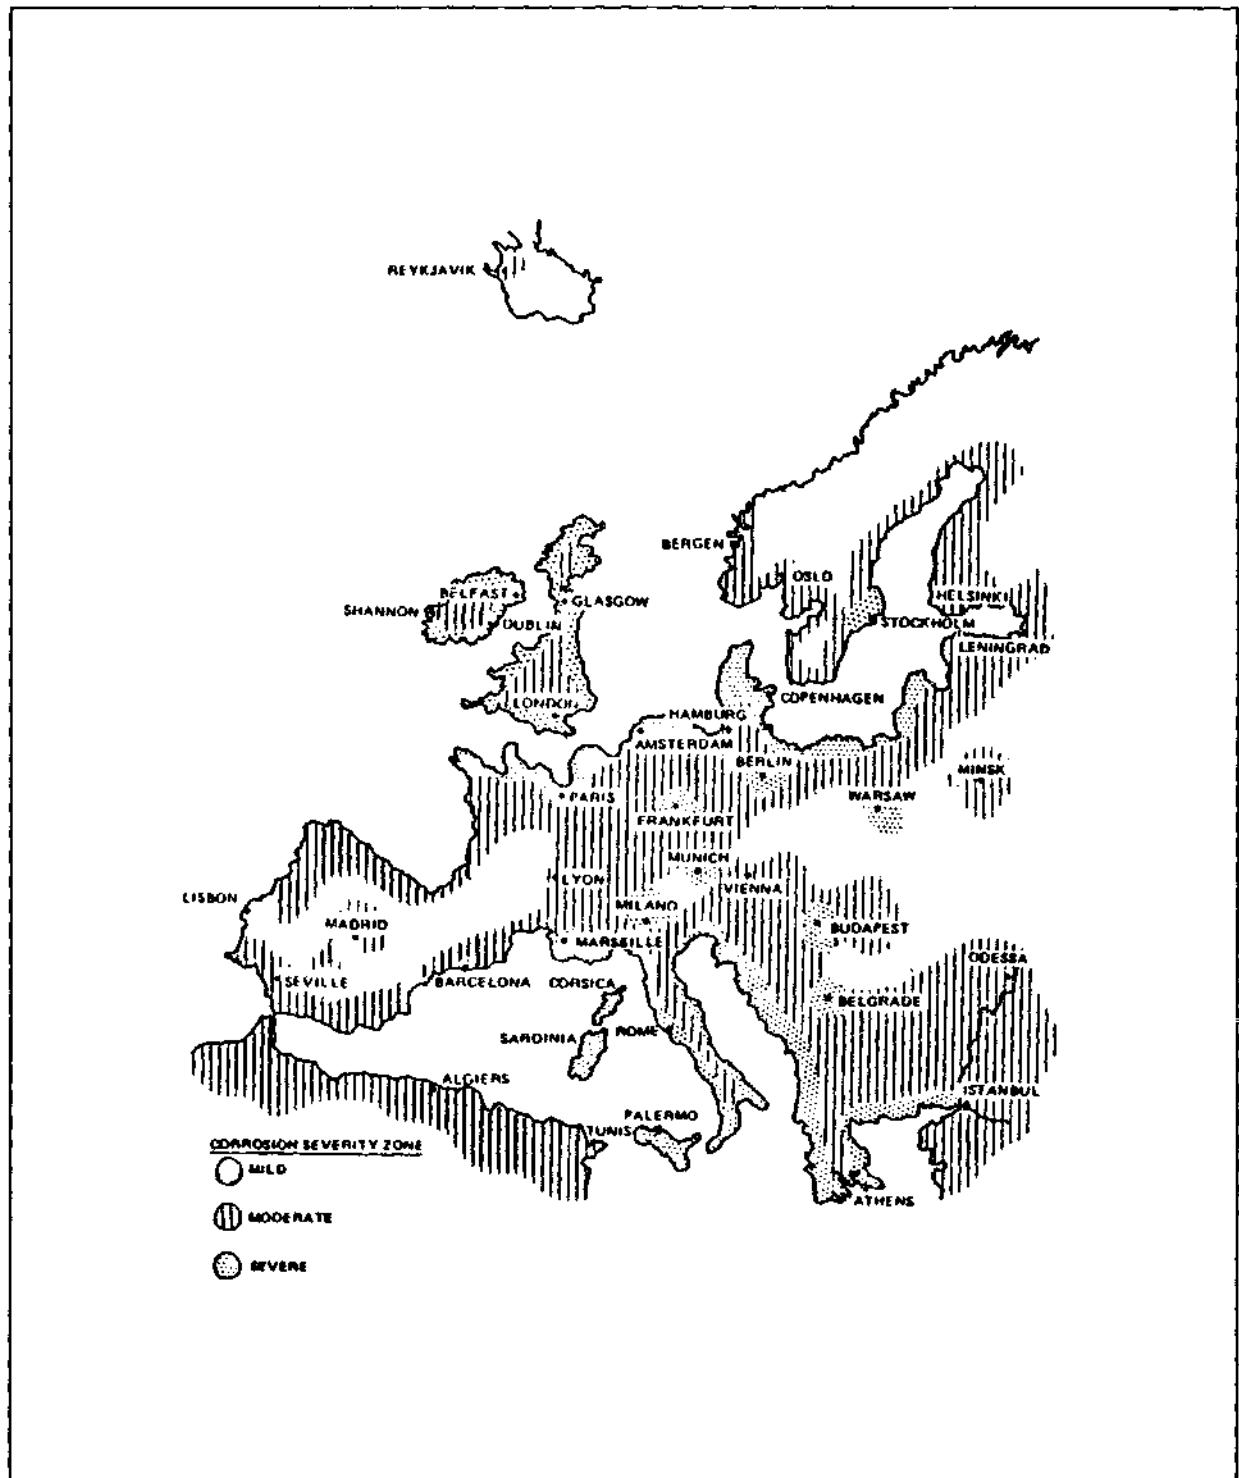 REYKJAVIK
BERGEN
OSLO
BELFAST
GLASGOW
HELSINKI
SHANNON
DUBLIN
STOCKHOLM
LENINGRAD
LONDON
COPENHAGEN
HAMBURG
AMSTERDAM
BERLIN
MINSK
PARIS
WARSAW
FRANKFURT
MUNICH
LYON
VIENNA
LISBON
MILANO
MADRID
BUDAPEST
MARSEILLE
ODESSA
SEVILLE
BARCELONA
CORSICA
BELGRADE
SARDINIA
ROME
ALGIERS
ISTANBUL
PALERMO
TUNIS
CORROSION SEVERITY ZONE
MILD
ATHENS
MODERATE
SEVERE